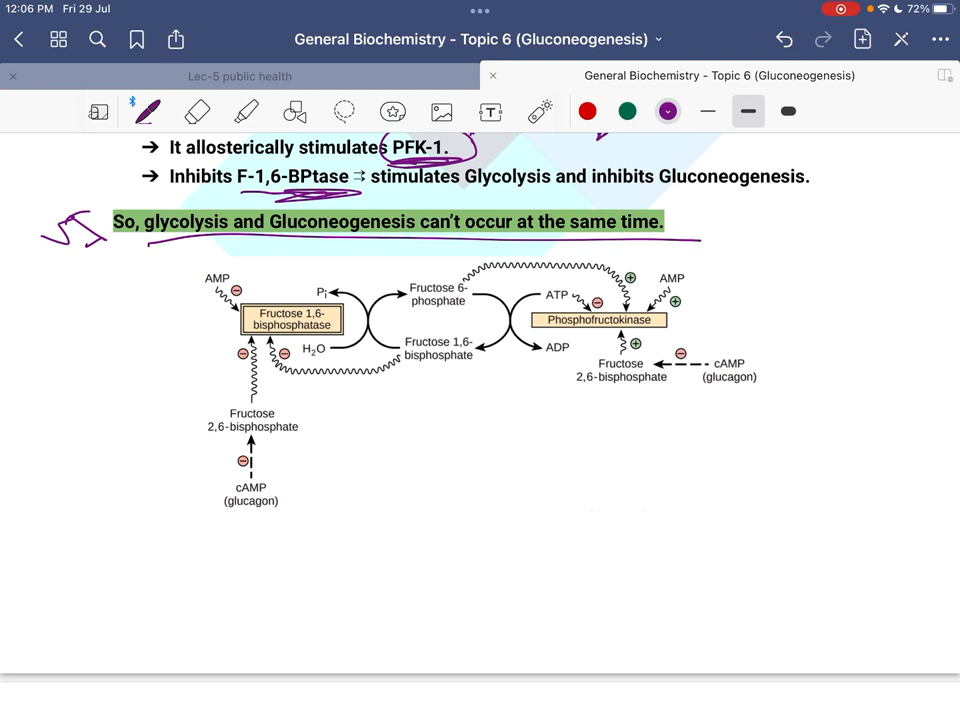 12:06 PM Fri 29 Jul
72%
General Biochemistry - Topic 6 (Gluconeogenesis)
Lec-5 public health
General Biochemistry - Topic 6 (Gluconeogenesis)
→ It allosterically stimulates PFK-1.
→ Inhibits F-1,6-BPtase ⇉ stimulates Glycolysis and inhibits Gluconeogenesis.
So, glycolysis and Gluconeogenesis can't occur at the same time.
AMP
Pi
Fructose 1,6-
bisphosphatase
H₂O
Fructose 6-
phosphate
Fructose 1,6-
bisphosphate
ATP
ADP
AMP
Phosphofructokinase
Fructose
2,6-bisphosphate
cAMP
(glucagon)
Fructose
2,6-bisphosphate
cAMP
(glucagon)